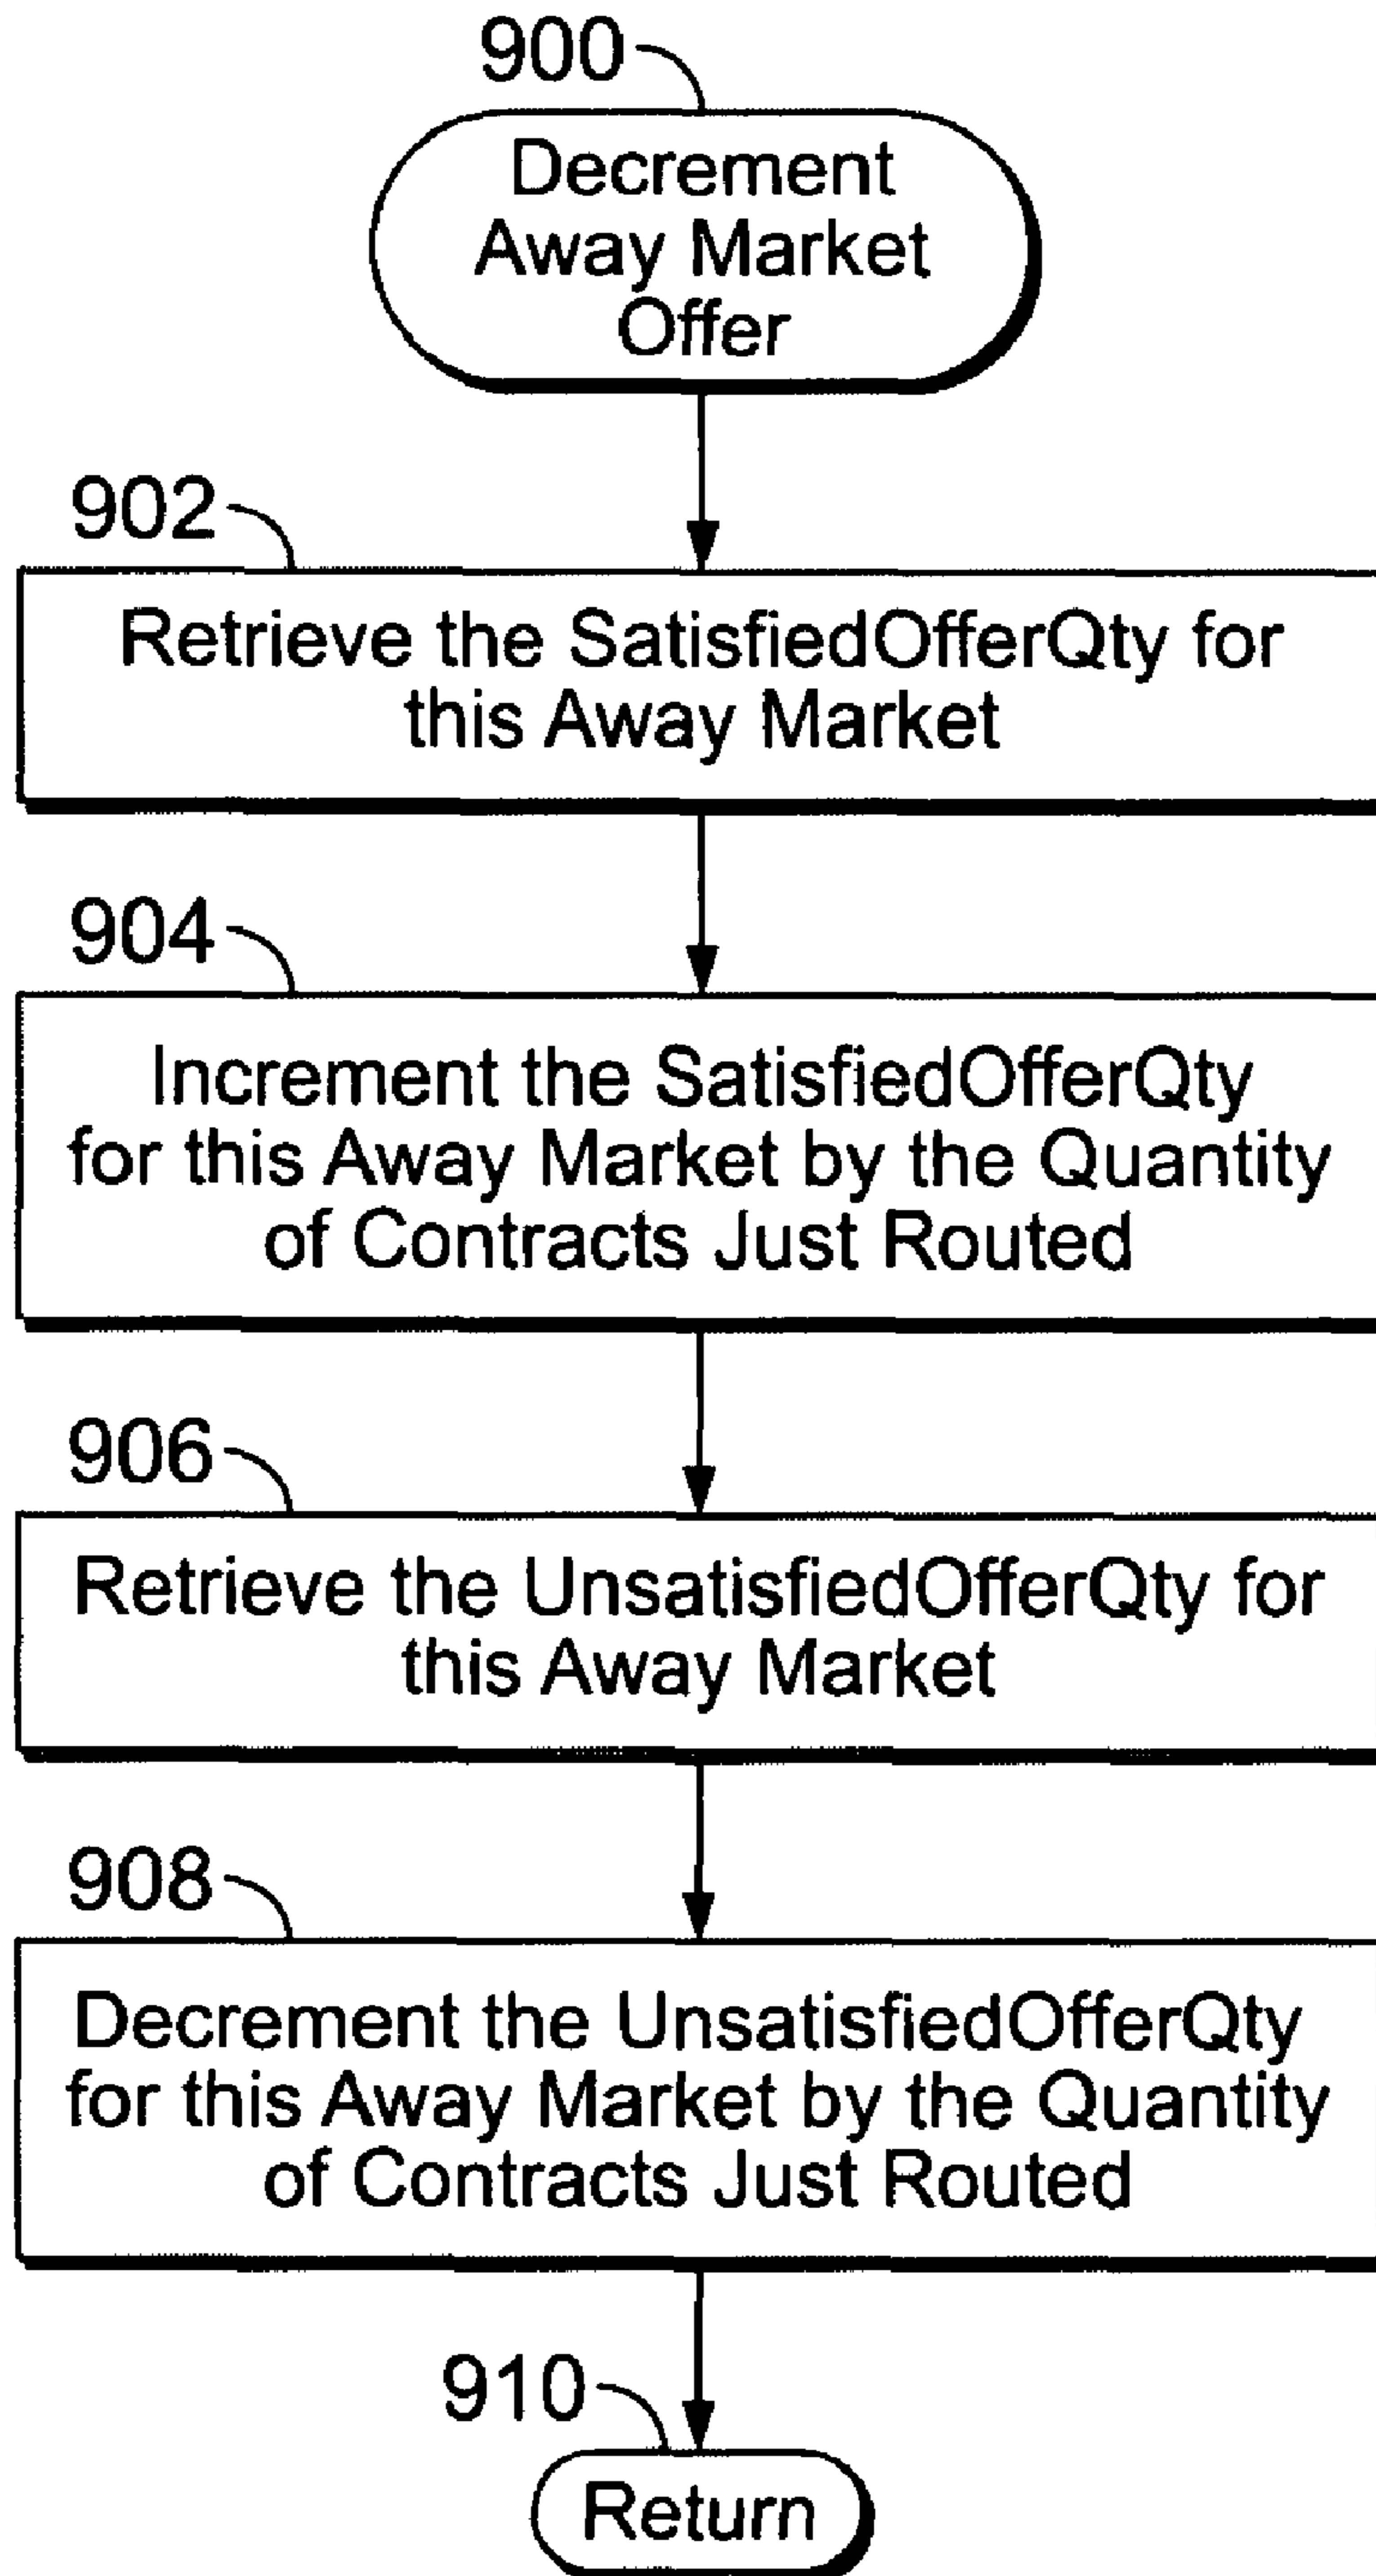 900
Decrement
Away Market
Offer
902
Retrieve the SatisfiedOfferQty for
this Away Market
904
Increment the SatisfiedOfferQty
for this Away Market by the Quantity
of Contracts Just Routed
906
Retrieve the UnsatisfiedOfferQty for
this Away Market
908
Decrement the UnsatisfiedOfferQty
for this Away Market by the Quantity
of Contracts Just Routed
910
Return